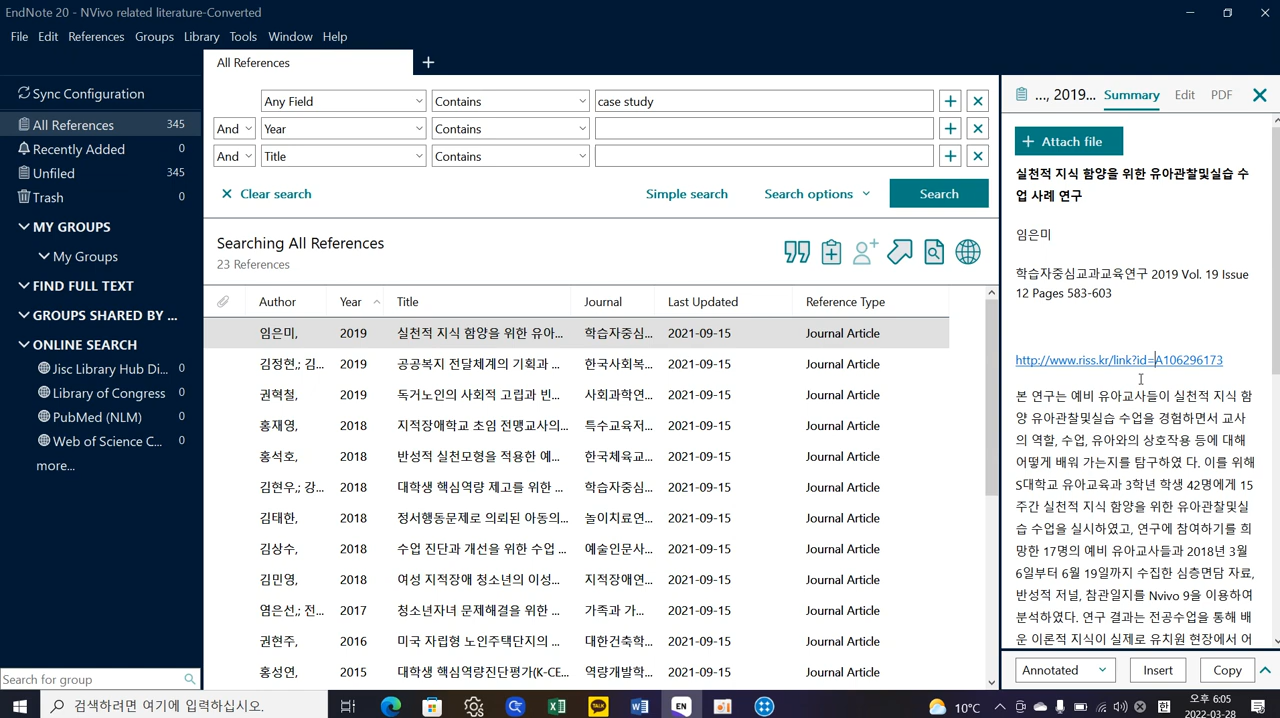 EndNote 20 - NVivo related literature-Converted
File Edit References Groups Library Tools Window Help
Sync Configuration
All References 345
Recently Added 0
Unfiled 345
Trash 0
MY GROUPS
My Groups
FIND FULL TEXT
GROUPS SHARED BY ...
ONLINE SEARCH
Jisc Library Hub Di... 0
Library of Congress 0
PubMed (NLM) 0
Web of Science C... 0
more...
Search for group
All References
Any Field Contains case study
And Year Contains
And Title Contains
Clear search Simple search Search options Search
Searching All References
23 References
Author Year Title Journal Last Updated Reference Type
임은미, 2019 실천적 지식 함양을 위한 유아... 학습자중심... 2021-09-15 Journal Article
김정현,; 김... 2018 공공복지 전달체계의 기획과 ... 한국사회복... 2021-09-15 Journal Article
권혁철, 2018 독거노인의 사회적 고립과 빈... 사회과학연... 2021-09-15 Journal Article
홍재영, 2018 지적장애학교 초임 전맹교사의... 특수교육저... 2021-09-15 Journal Article
홍석호, 2018 반성적 실천모형을 적용한 예... 한국체육교... 2021-09-15 Journal Article
김현우,; 강... 2018 대학생 핵심역량 제고를 위한 ... 학습자중심... 2021-09-15 Journal Article
김태한, 2018 정서행동문제로 의뢰된 아동의... 놀이치료연... 2021-09-15 Journal Article
김상수, 2018 수업 진단과 개선을 위한 수업 ... 예술인문사... 2021-09-15 Journal Article
김민영, 2018 여성 지적장애 청소년의 이성... 지적장애연... 2021-09-15 Journal Article
염은선,; 전... 2017 청소년자녀 문제해결을 위한 ... 가족과 가... 2021-09-15 Journal Article
권현주, 2016 미국 자립형 노인주택단지의 ... 대한건축학... 2021-09-15 Journal Article
홍성연, 2015 대학생 핵심역량진단평가(K-CE... 역량개발학... 2021-09-15 Journal Article
..., 2019... Summary Edit PDF
Attach file
실천적 지식 함양을 위한 유아관찰및실습 수
업 사례 연구
임은미
학습자중심교과교육연구 2019 Vol. 19 Issue
12 Pages 583-603
http://www.riss.kr/link?id=A106296173
본 연구는 예비 유아교사들이 실천적 지식 함
양 유아관찰및실습 수업을 경험하면서 교사
의 역할, 수업, 유아와의 상호작용 등에 대해
어떻게 배워 가는지를 탐구하였 다. 이를 위해
S대학교 유아교육과 3학년 학생 42명에게 15
주간 실천적 지식 함양을 위한 유아관찰및실
습 수업을 실시하였고, 연구에 참여하기를 희
망한 17명의 예비 유아교사들과 2018년 3월
6일부터 6월 19일까지 수집한 심층면담 자료,
반성적 저널, 참관일지를 Nvivo 9을 이용하여
분석하였다. 연구 결과는 전공수업을 통해 배
운 이론적 지식이 실제로 유치원 현장에서 어
Annotated Insert Copy
검색하려면 여기에 입력하십시오.
TALK
EN
10°C
한
오후 6:05
2022-03-28